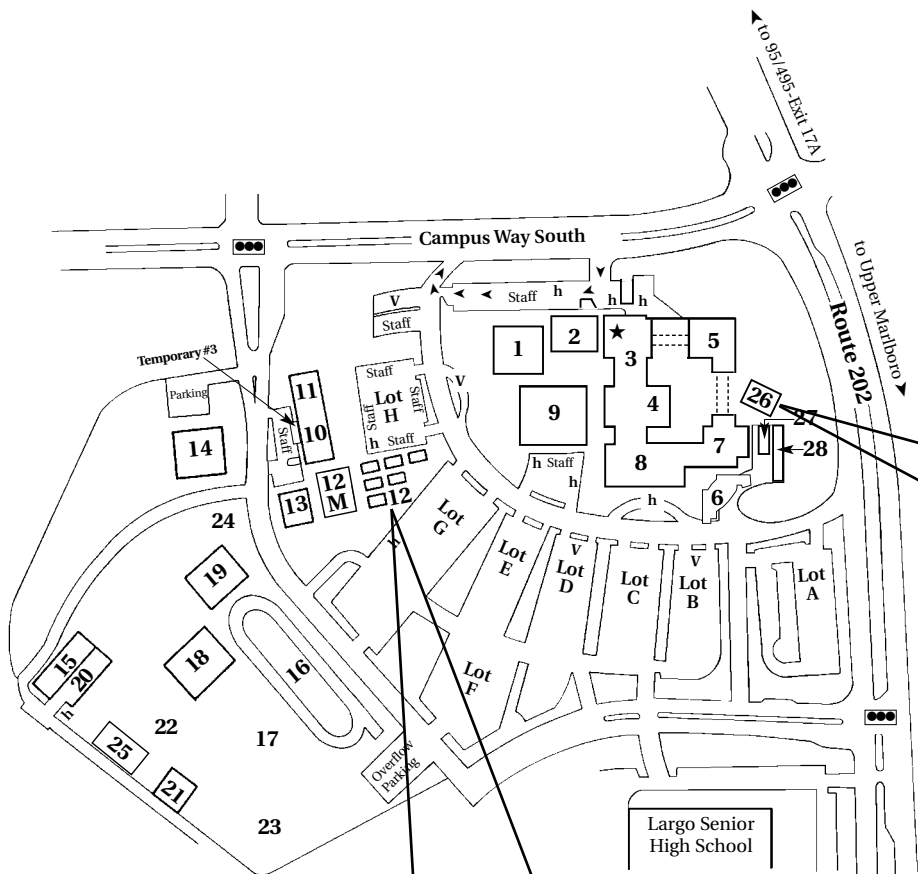 to 95/495-Exit 17A
Campus Way South
to Upper Marlboro
Route 202
V
Staff
h
h
h
Staff
1
2
3
5
Temporary #3
Parking
11
Staff
Lot
H
Staff
Staff
h
Staff
V
9
4
26
27
14
Staff
10
7
28
8
h
Staff
h
12
M
12
13
6
h
24
Lot
G
h
Lot
E
V
Lot
D
Lot
C
V
Lot
B
Lot
A
19
15
20
18
16
Lot
F
h
22
17
25
Overflow
Parking
21
23
Largo Senior
High School